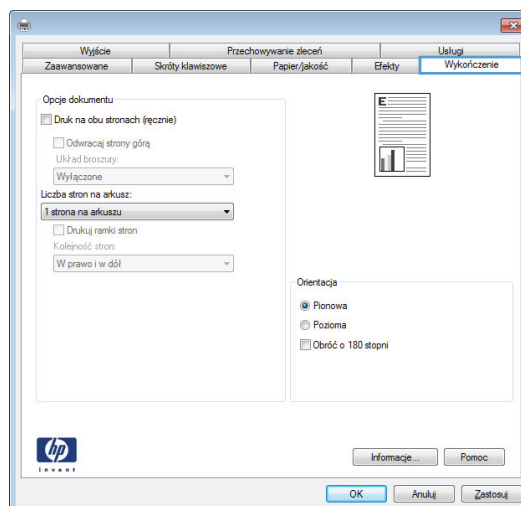 Wyjście
Przechowywanie zleceń
Usługi
Zaawansowane
Skróty klawiszowe
Papier/jakość
Efekty
Wykończenie
Opcje dokumentu
Druk na obu stronach (ręcznie)
Odwracaj strony górą
Układ broszury:
Wyłączone
Liczba stron na arkusz:
1 strona na arkuszu
Drukuj ramki stron
Kolejność stron:
W prawo i w dół
E
Orientacja
Pionowa
Pozioma
Obróć o 180 stopni
hp
invent
Informacje...
Pomoc
OK
Anuluj
Zastosuj